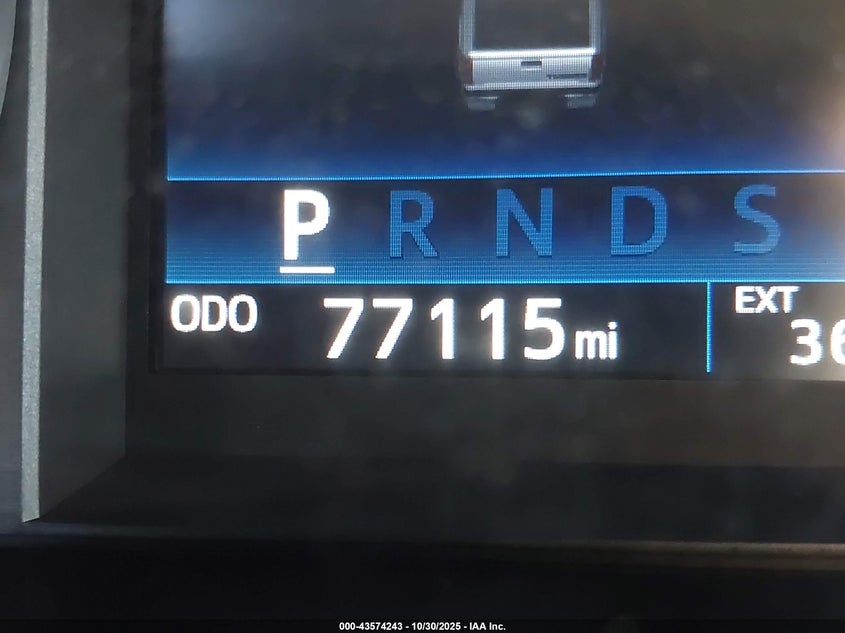 P R N D S
ODO 77115 mi
EXT
000-43574243 - 10/30/2025 - IAA Inc.